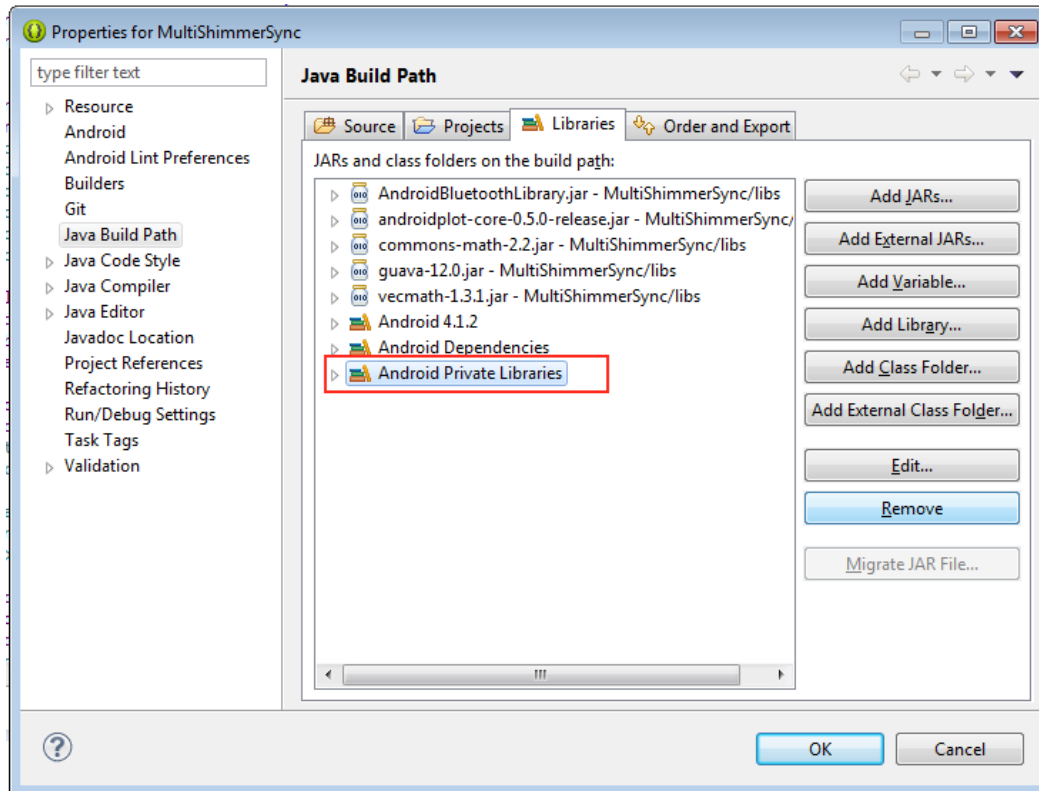 Properties for MultiShimmerSync
type filter text
Resource
Android
Android Lint Preferences
Builders
Git
Java Build Path
Java Code Style
Java Compiler
Java Editor
Javadoc Location
Project References
Refactoring History
Run/Debug Settings
Task Tags
Validation
Java Build Path
Source
Projects
Libraries
Order and Export
JARs and class folders on the build path:
AndroidBluetoothLibrary.jar - MultiShimmerSync/libs
androidplot-core-0.5.0-release.jar - MultiShimmerSync/
commons-math-2.2.jar - MultiShimmerSync/libs
guava-12.0.jar - MultiShimmerSync/libs
vecmath-1.3.1.jar - MultiShimmerSync/libs
Android 4.1.2
Android Dependencies
Android Private Libraries
Add JARs...
Add External JARs...
Add Variable...
Add Library...
Add Class Folder...
Add External Class Folder...
Edit...
Remove
Migrate JAR File...
OK
Cancel